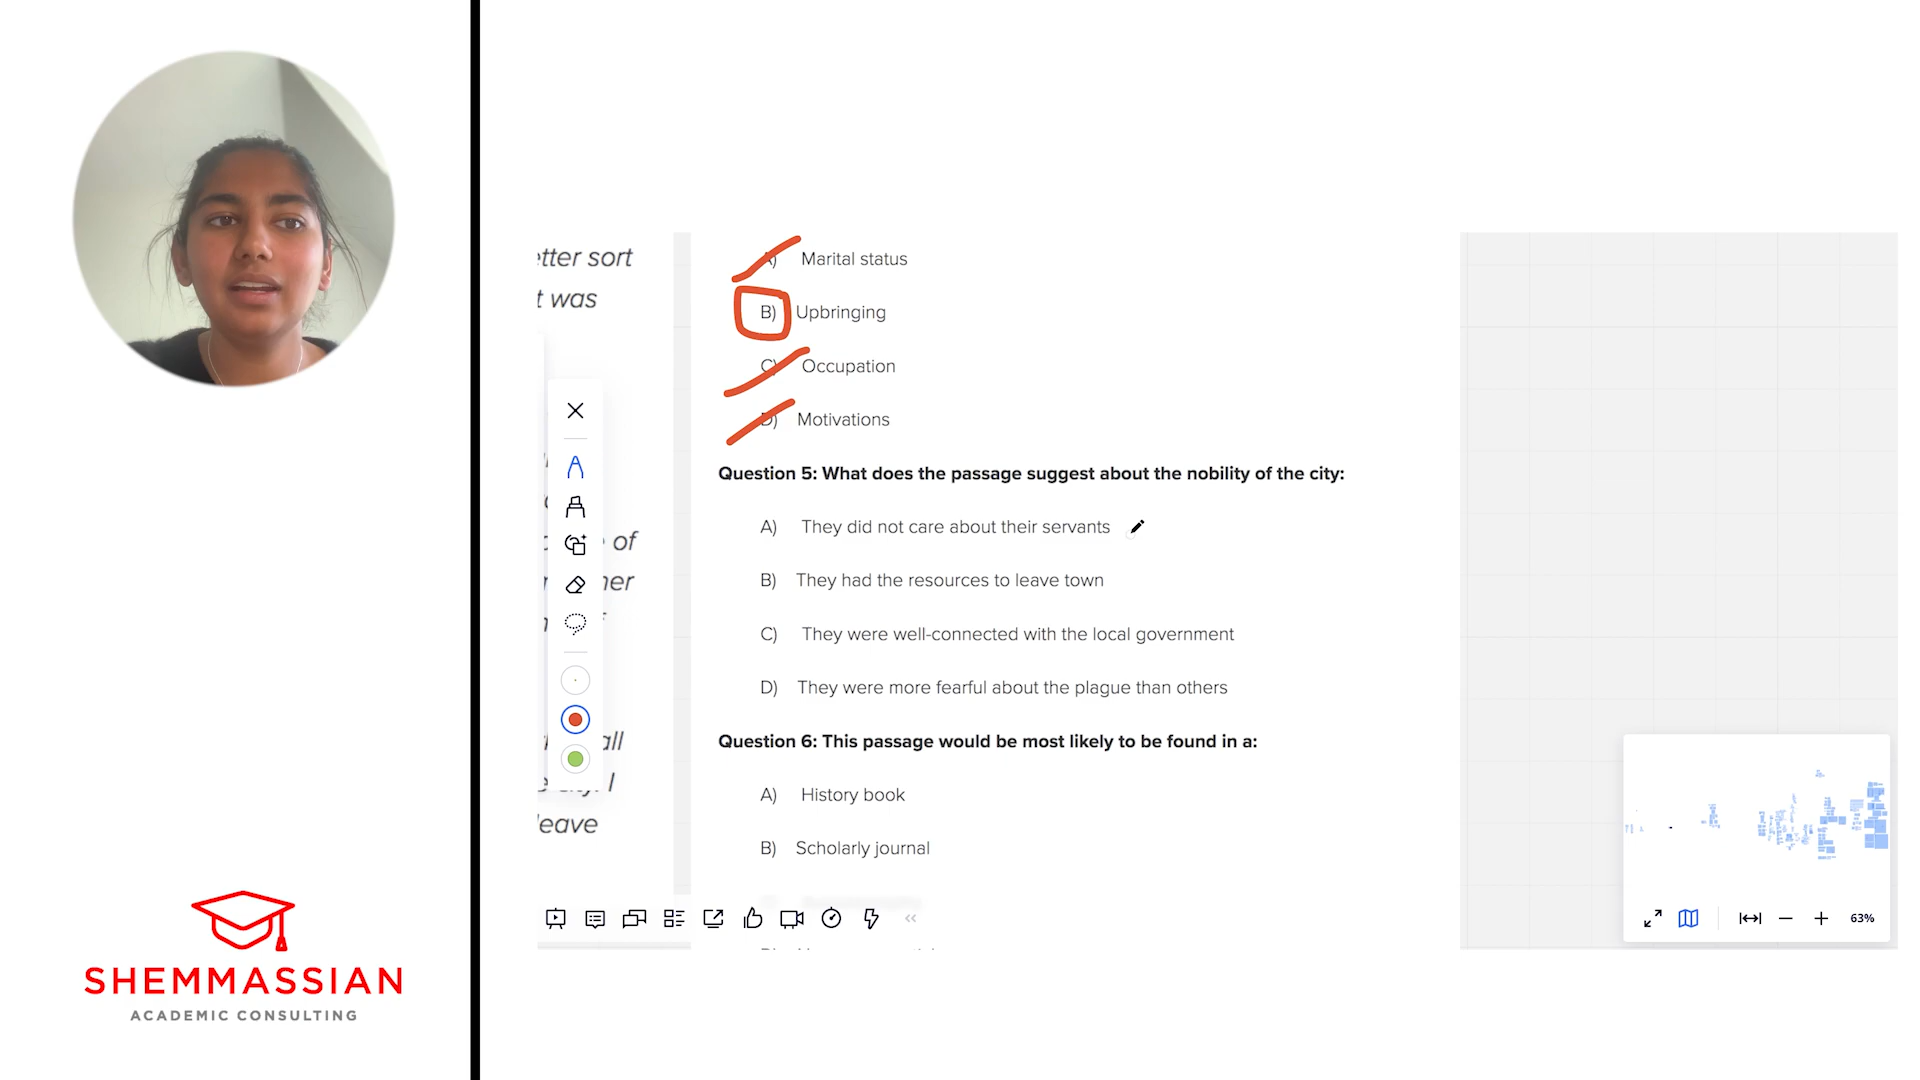 etter sort
t was
of
her
all
I
leave
A) Marital status
B) Upbringing
C) Occupation
D) Motivations
Question 5: What does the passage suggest about the nobility of the city:
A) They did not care about their servants
B) They had the resources to leave town
C) They were well-connected with the local government
D) They were more fearful about the plague than others
Question 6: This passage would be most likely to be found in a:
A) History book
B) Scholarly journal
63%
SHEMMASSIAN
ACADEMIC CONSULTING